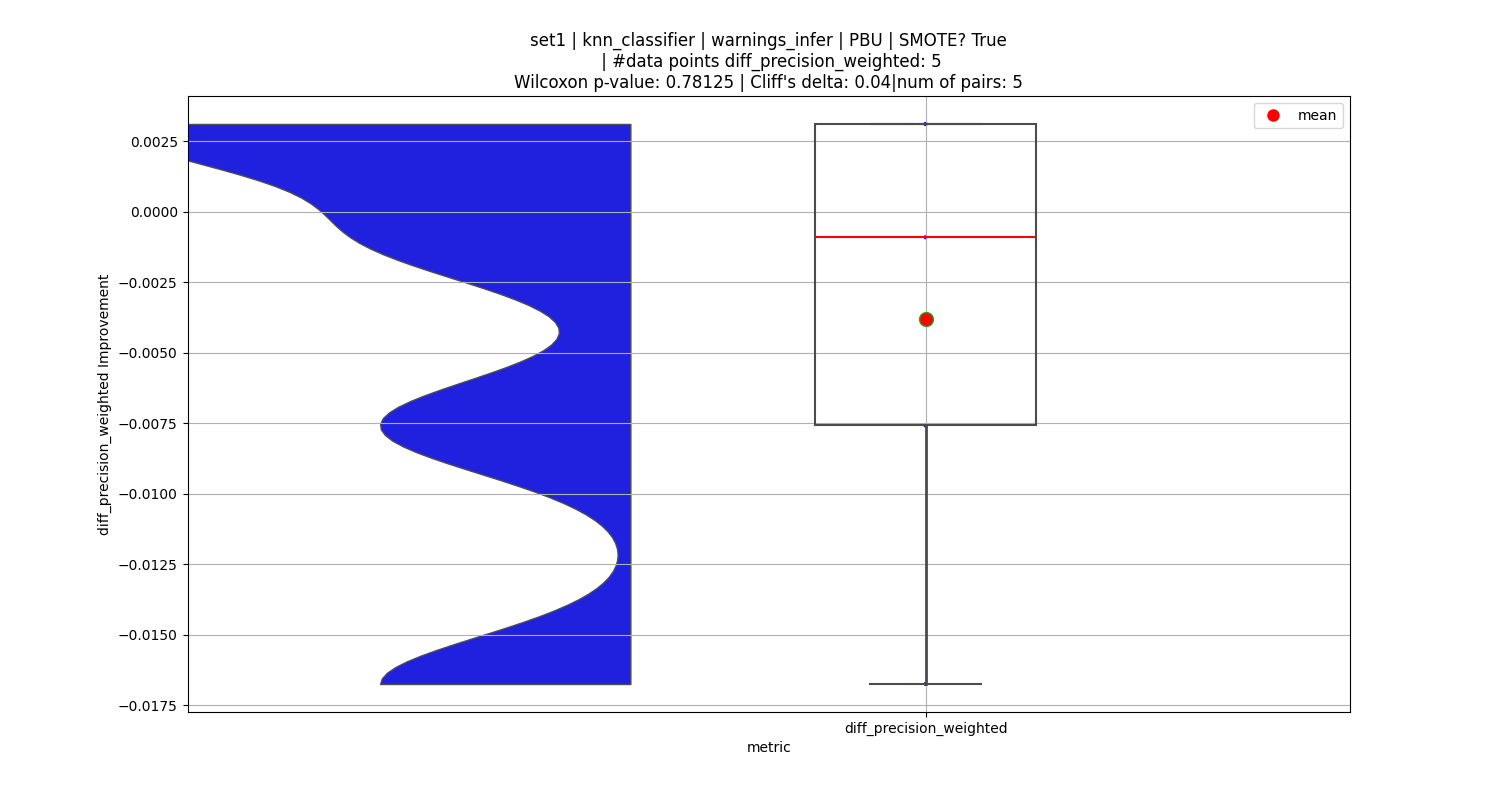 set1 | knn_classifier | warnings_infer | PBU | SMOTE? True
| #data points diff_precision_weighted: 5
Wilcoxon p-value: 0.78125 | Cliff's delta: 0.04|num of pairs: 5
mean
0.0025
0.0000
−0.0025
−0.0050
−0.0075
−0.0100
−0.0125
−0.0150
−0.0175
diff_precision_weighted Improvement
diff_precision_weighted
metric